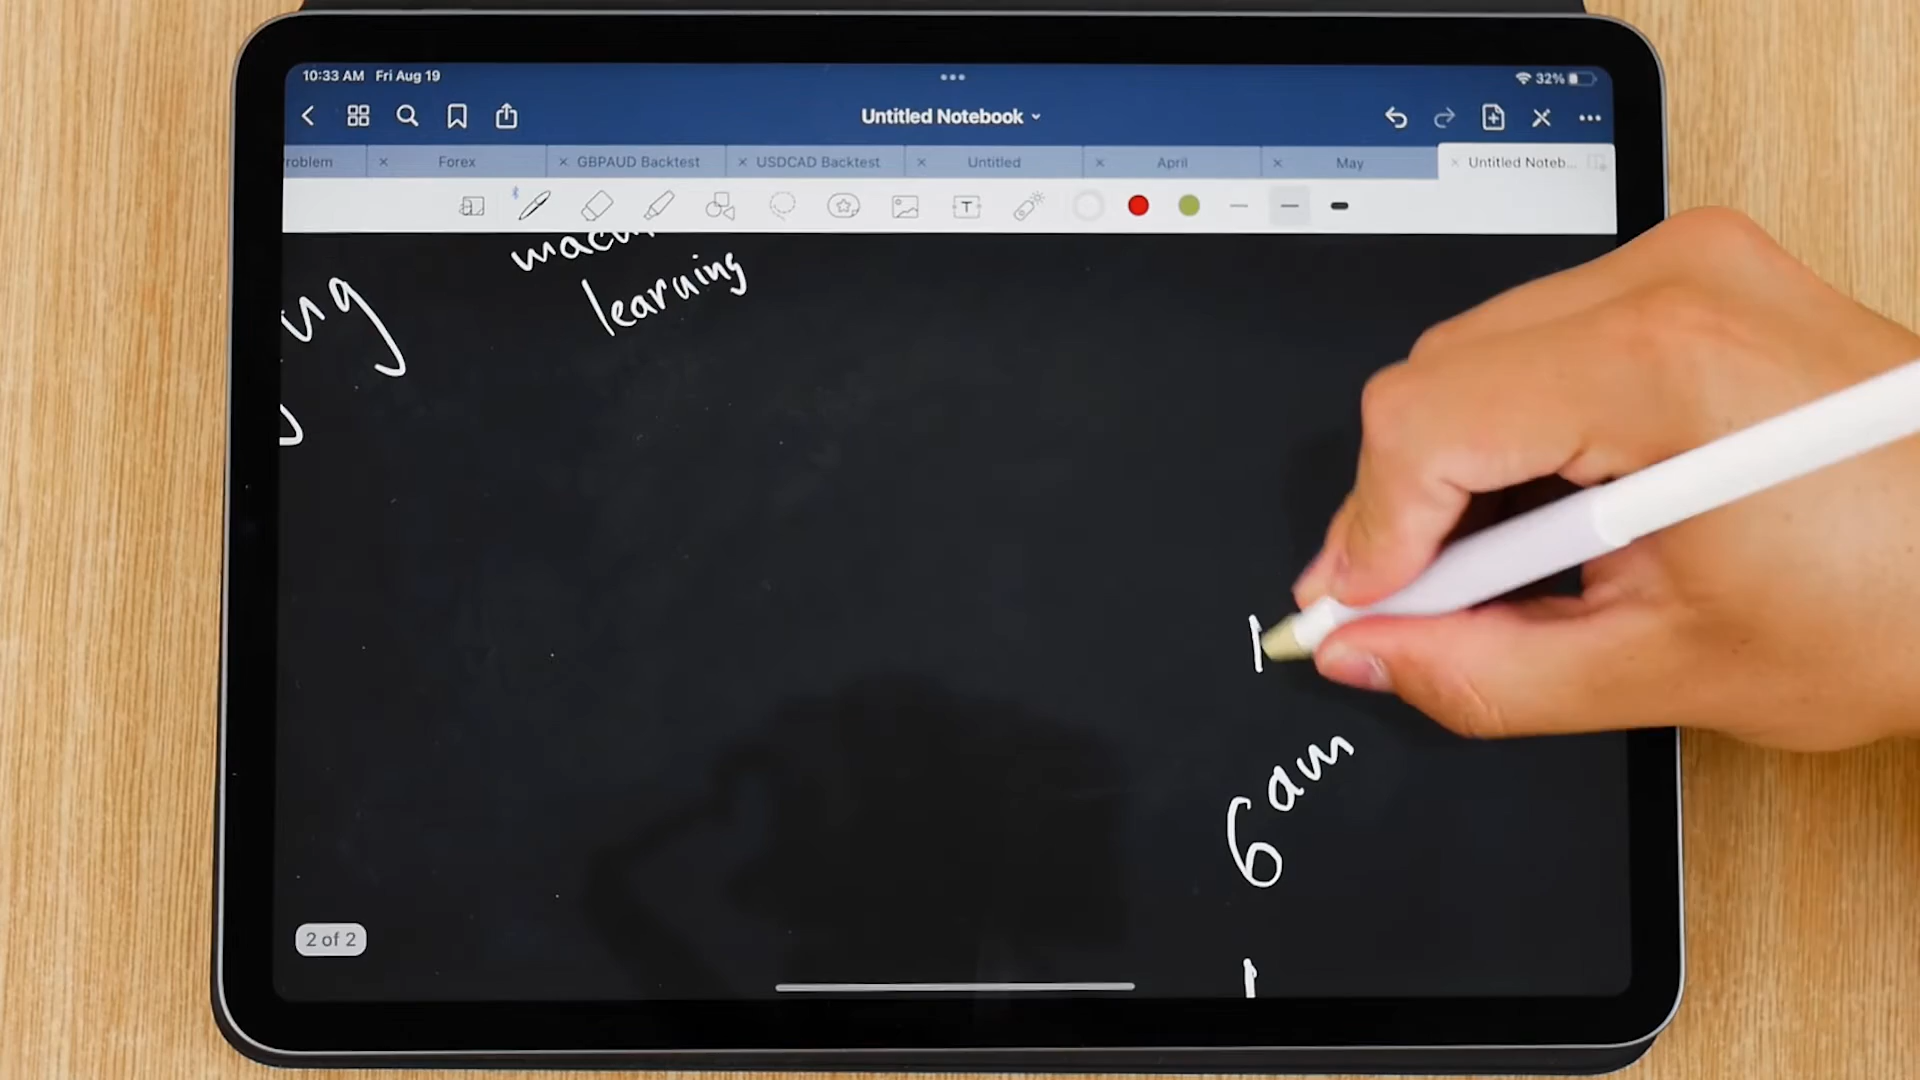 10:33 AM Fri Aug 19
32%
Untitled Notebook
roblem
Forex
GBPAUD Backtest
USDCAD Backtest
Untitled
April
May
Untitled Noteb...
T
learning
6am
2 of 2